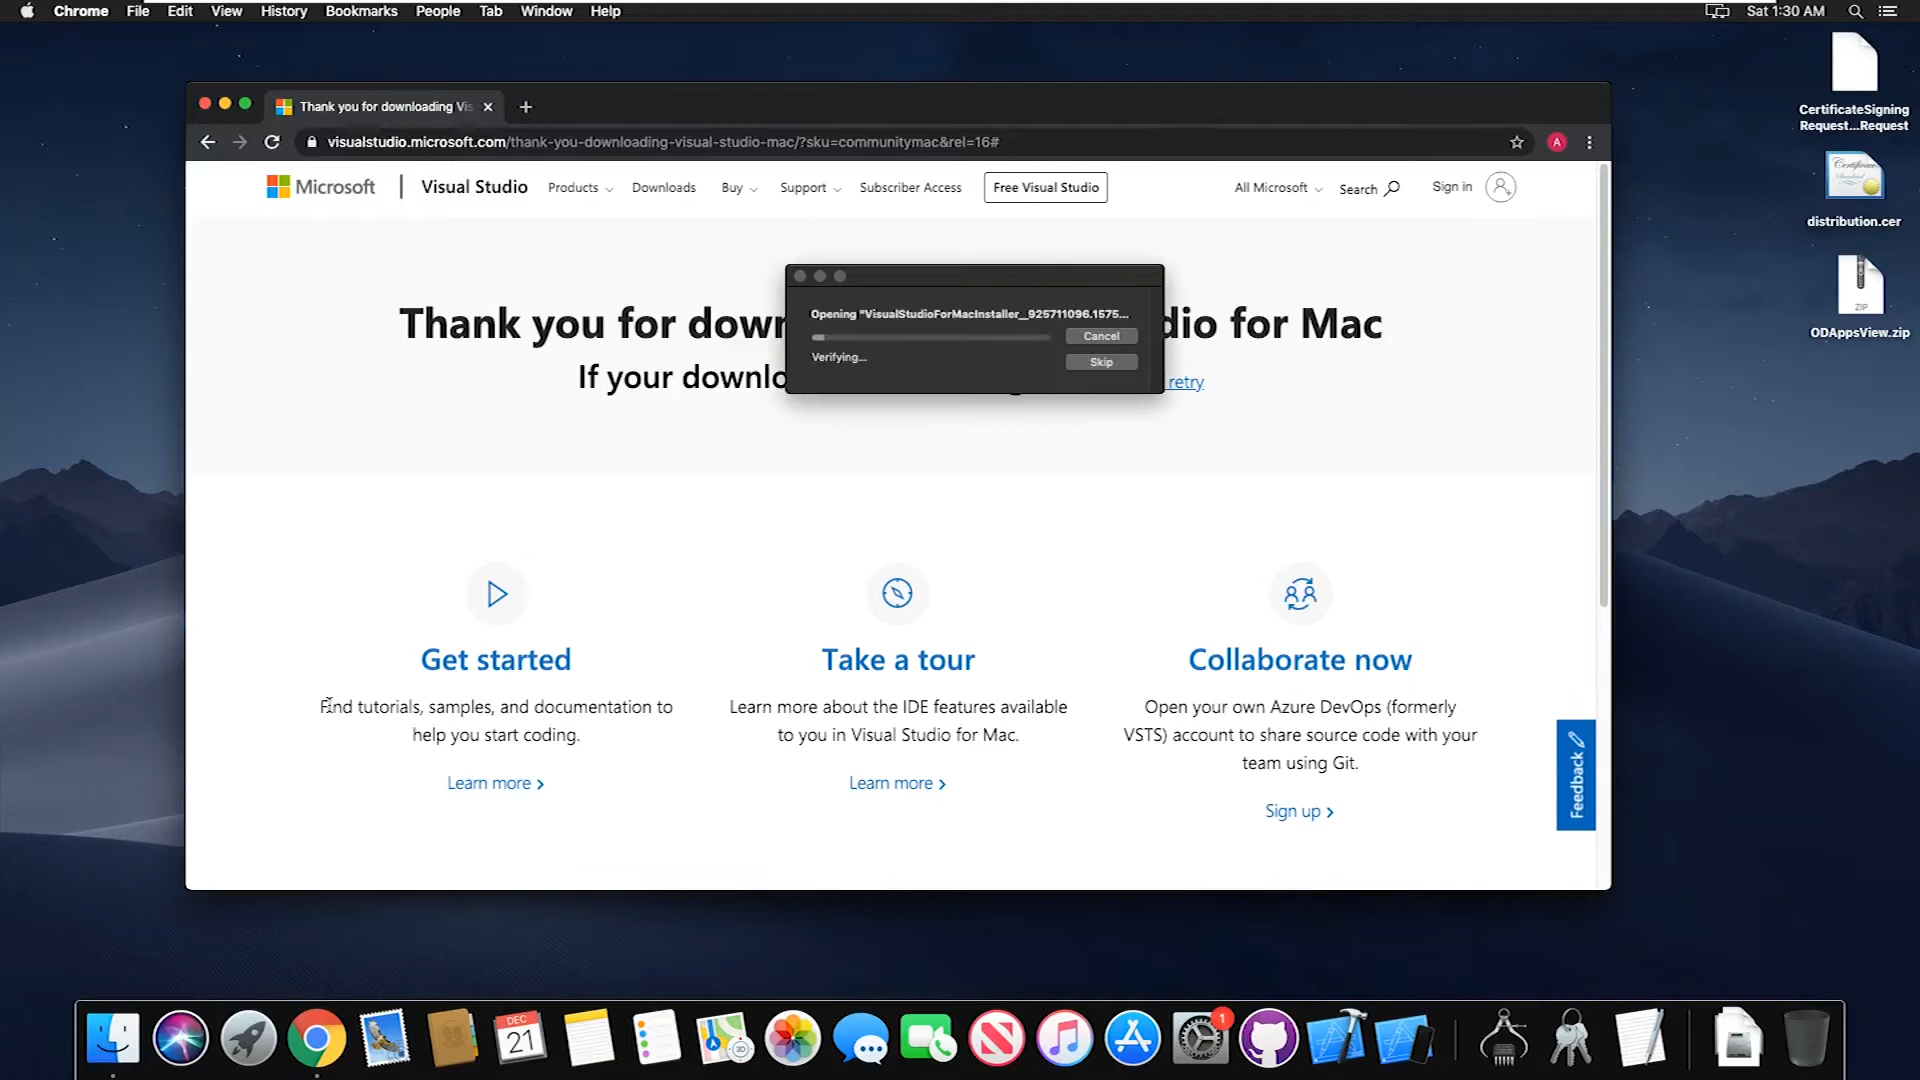 Chrome File Edit View History Bookmarks People Tab Window Help Sat 1:30 AM
Thank you for downloading Vis
visualstudio.microsoft.com/thank-you-downloading-visual-studio-mac/?sku=communitymac&rel=16#
A
Microsoft Visual Studio Products Downloads Buy Support Subscriber Access Free Visual Studio All Microsoft Search Sign in
Opening "VisualStudioForMacInstaller__925711096.1575...
Cancel
Verifying...
Skip
Thank you for dow dio for Mac
If your downlo retry
Get started
Find tutorials, samples, and documentation to
help you start coding.
Learn more
Take a tour
Learn more about the IDE features available
to you in Visual Studio for Mac.
Learn more
Collaborate now
Open your own Azure DevOps (formerly
VSTS) account to share source code with your
team using Git.
Sign up
Feedback
CertificateSigning
Request...Request
Certificate
distribution.cer
ZIP
ODAppsView.zip
DEC
21
3D
1